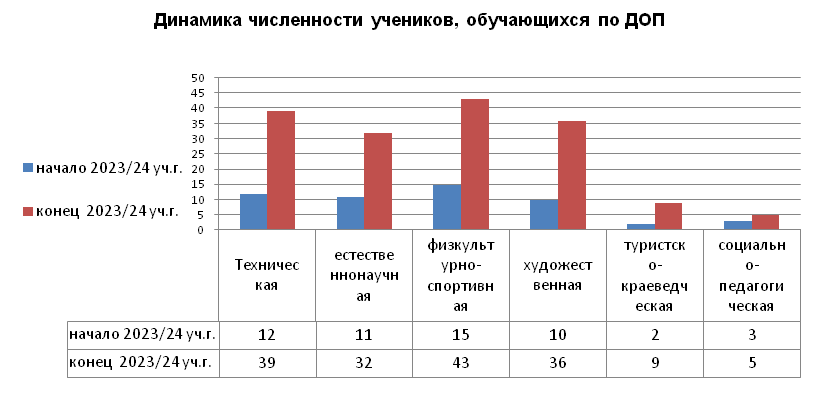 Динамика численности учеников, обучающихся по ДОП
50
45
40
35
30
25
20
15
10
5
0
начало 2023/24 уч.г.
конец 2023/24 уч.г.
Техничес
кая
естестве
ннонаучн
ая
физкульт
урно-
спортивн
ая
художест
венная
туристск
о-
краеведч
еская
социальн
о-
педагоги
ческая
начало 2023/24 уч.г. 12 11 15 10 2 3
конец 2023/24 уч.г. 39 32 43 36 9 5